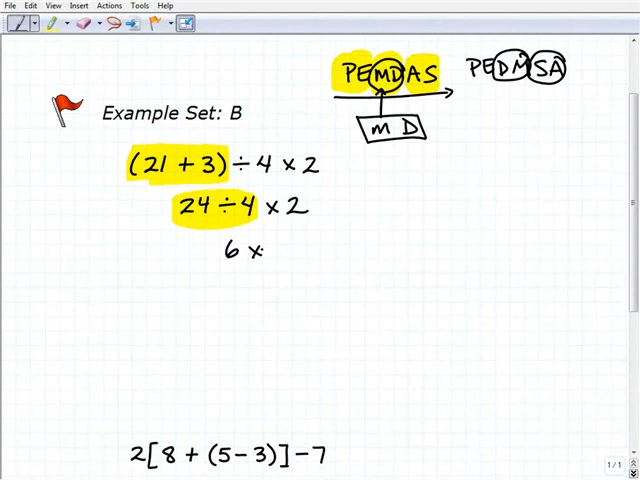 File Edit View Insert Actions Tools Help
PEMDAS PEDMSA
M D
Example Set: B
(21 + 3) ÷ 4 × 2
24 ÷ 4 × 2
6 ×
2[8 + (5 − 3)] − 7
1/1